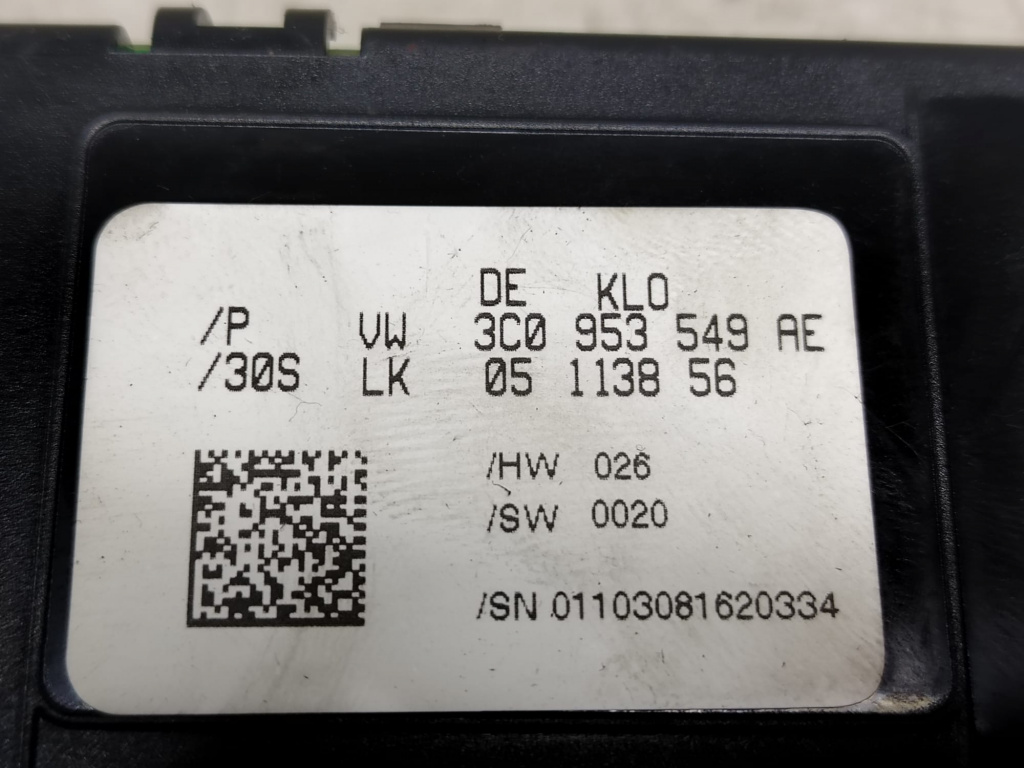 DE KLO
/P VW 3C0 953 549 AE
/30S LK 05 1138 56
/HW 026
/SW 0020
/SN 01103081620334